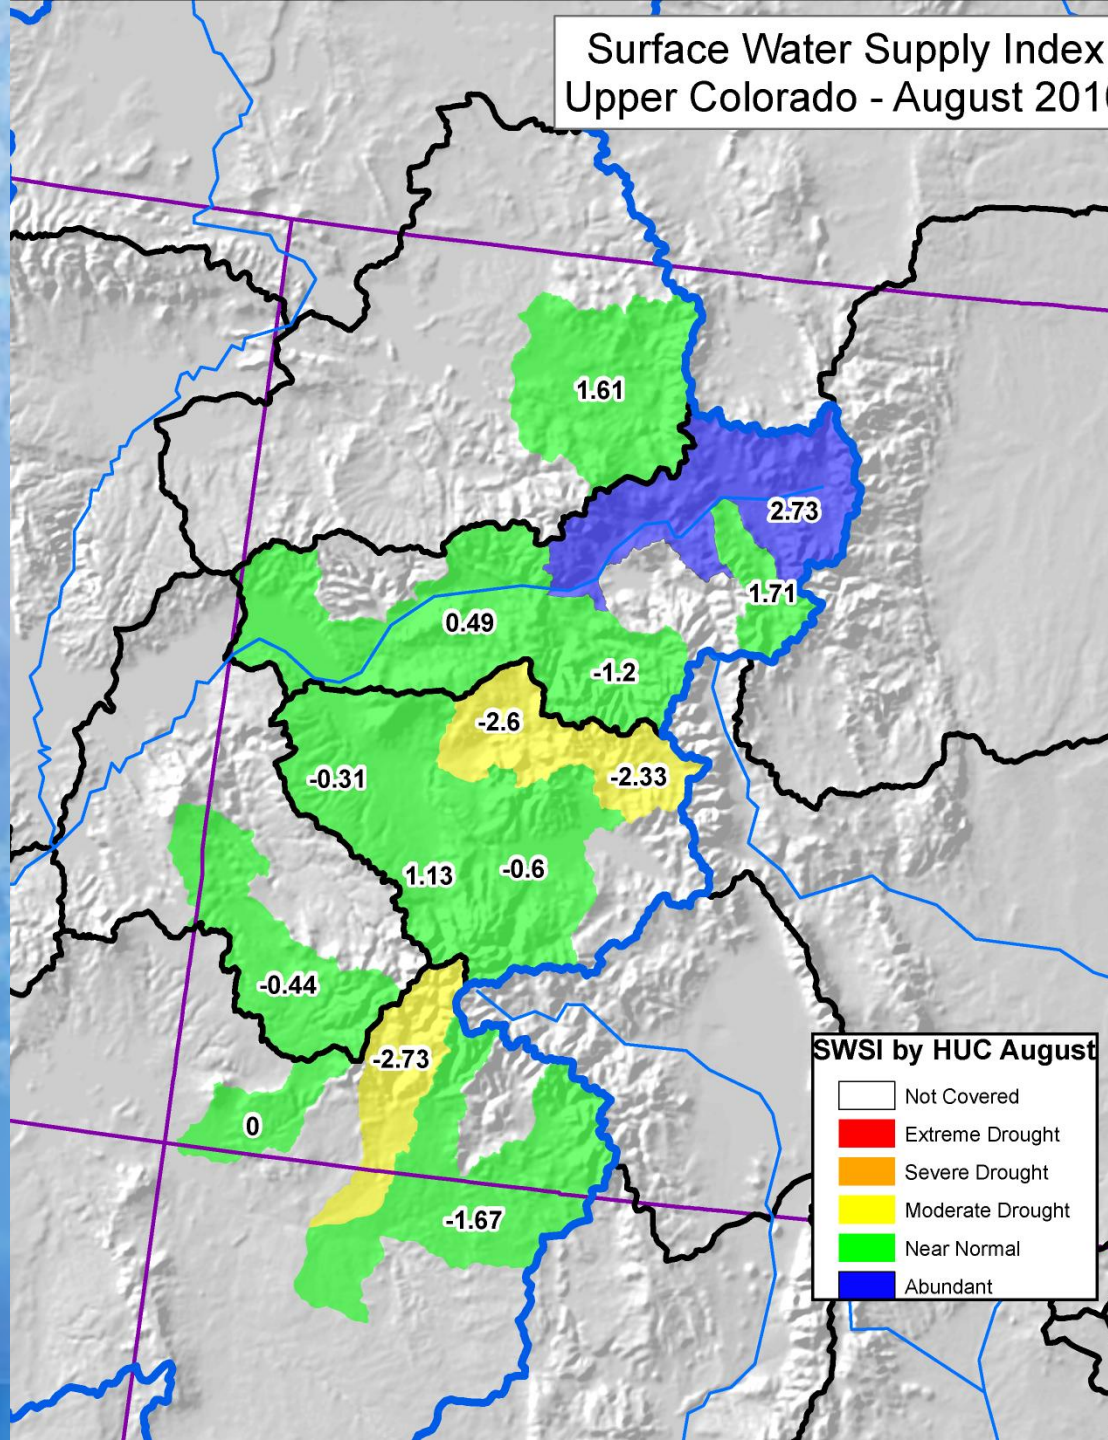 Surface Water Supply Index
Upper Colorado - August 201
1.61
2.73
1.71
0.49
-1.2
-2.6
-2.33
-0.31
1.13
-0.6
-0.44
-2.73
0
-1.67
SWSI by HUC August
Not Covered
Extreme Drought
Severe Drought
Moderate Drought
Near Normal
Abundant